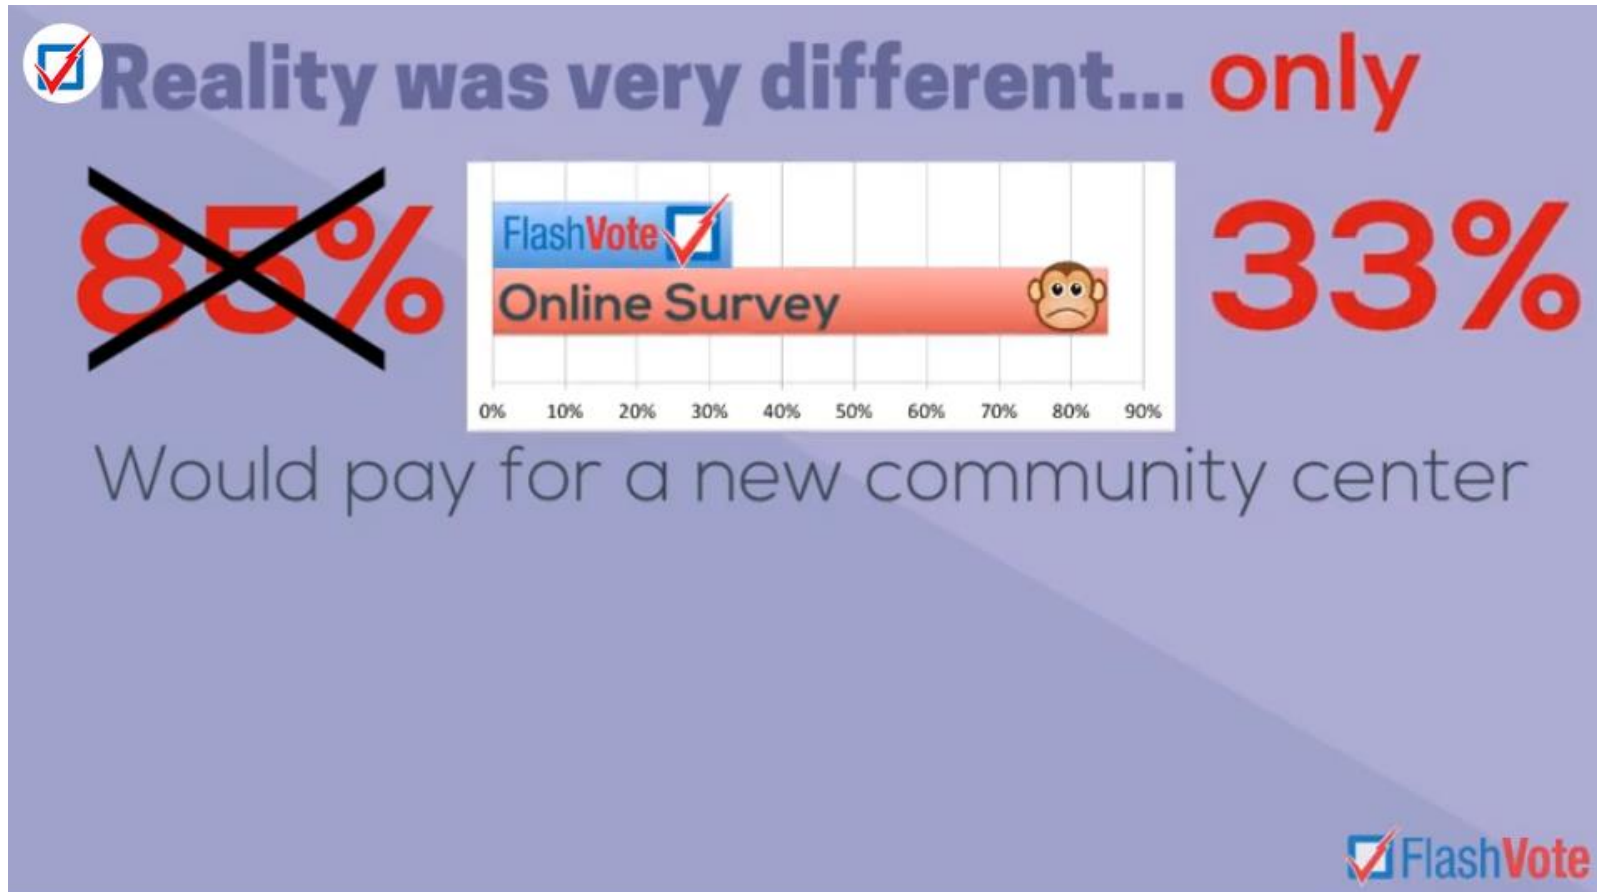 Reality was very different... only
85%
FlashVote
Online Survey
0% 10% 20% 30% 40% 50% 60% 70% 80% 90%
33%
Would pay for a new community center
FlashVote